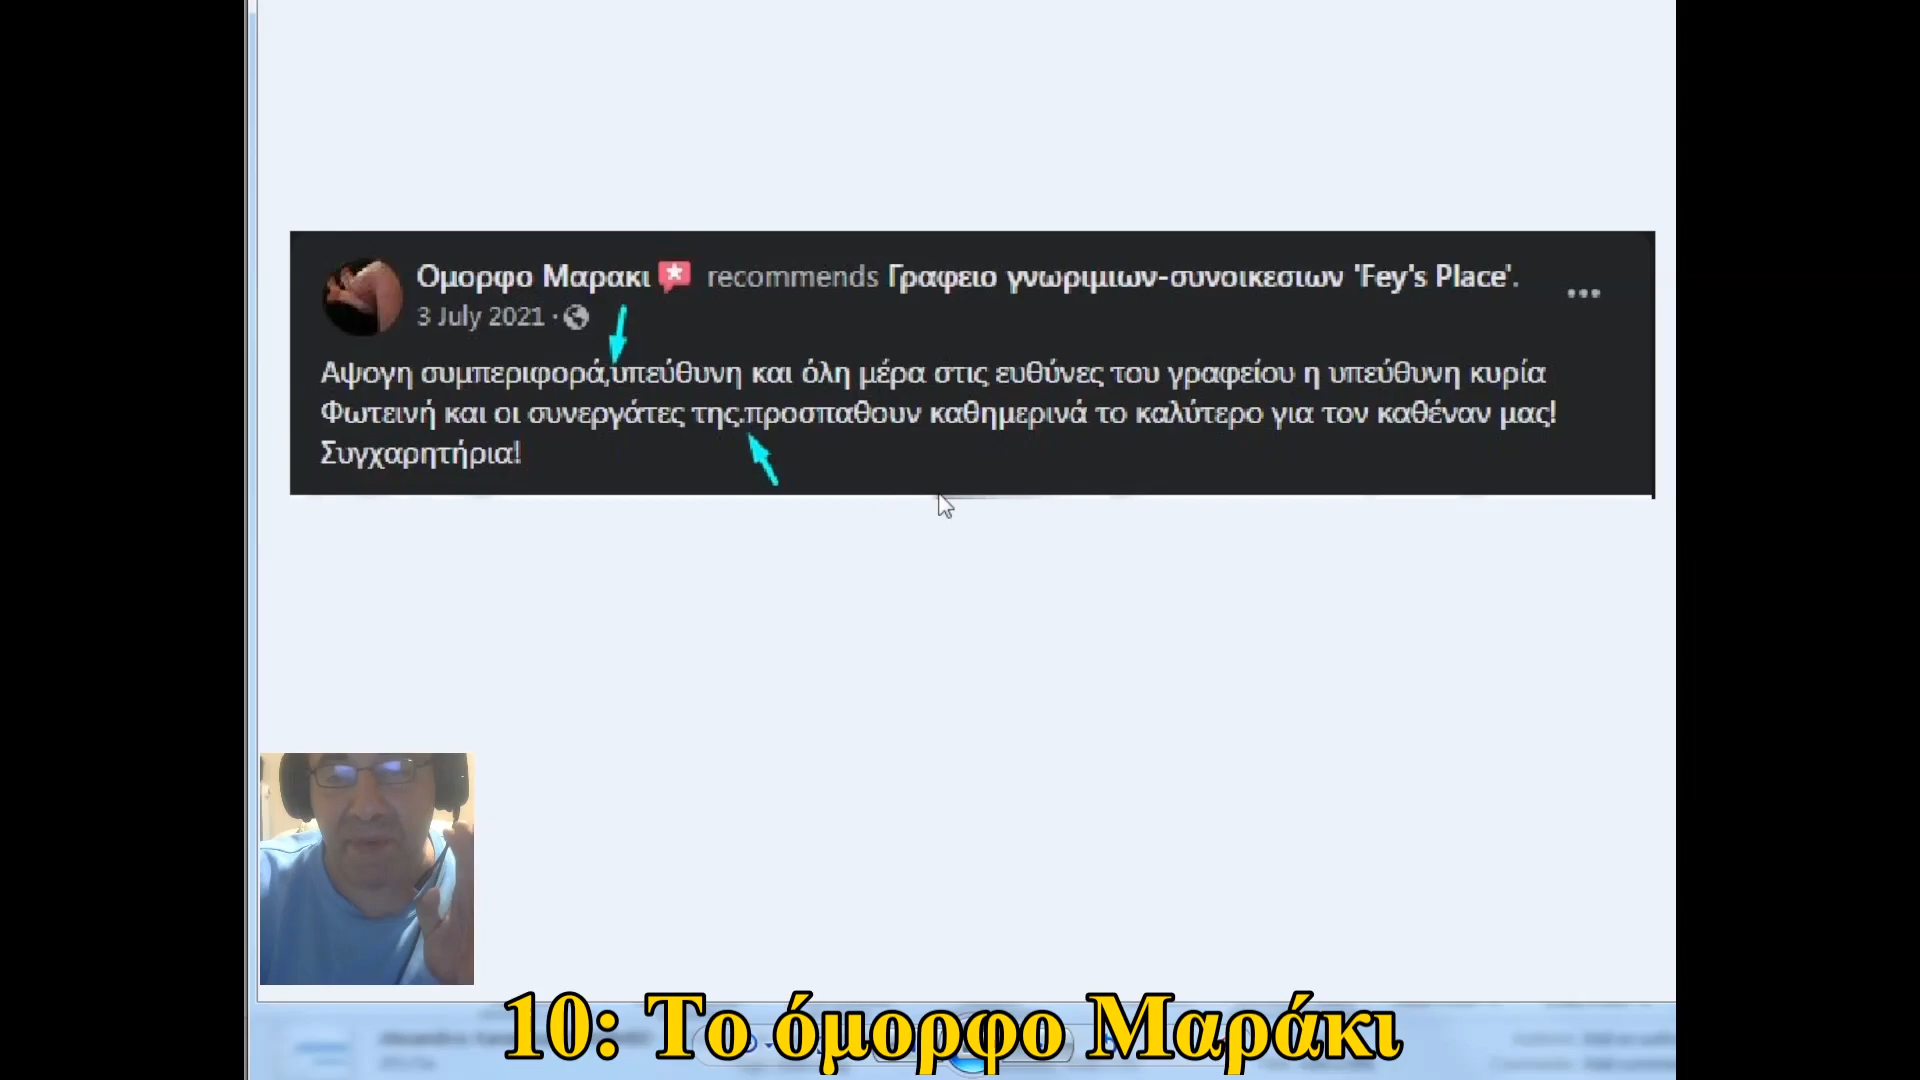 Ομορφο Μαρακι recommends Γραφειο γνωριμιων-συνοικεσιων 'Fey's Place'.
3 July 2021 ·
Αψογη συμπεριφορά,υπεύθυνη και όλη μέρα στις ευθύνες του γραφείου η υπεύθυνη κυρία
Φωτεινή και οι συνεργάτες της,προσπαθουν καθημερινά το καλύτερο για τον καθέναν μας!
Συγχαρητήρια!
10: Το όμορφο Μαράκι